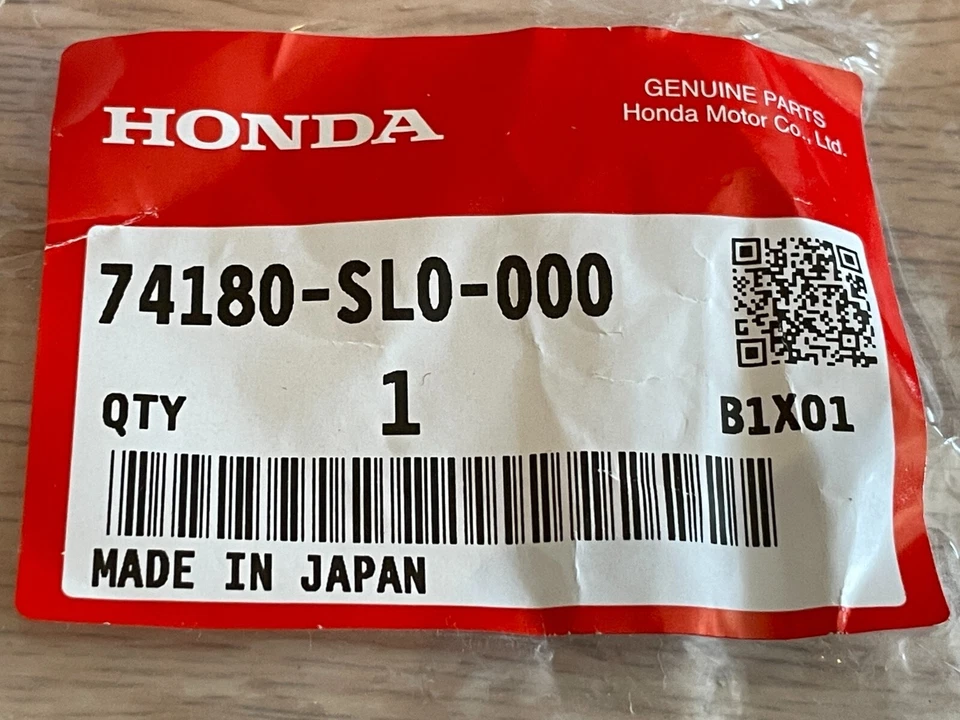 HONDA
GENUINE PARTS
Honda Motor Co., Ltd.
74180-SL0-000
QTY 1 B1X01
MADE IN JAPAN